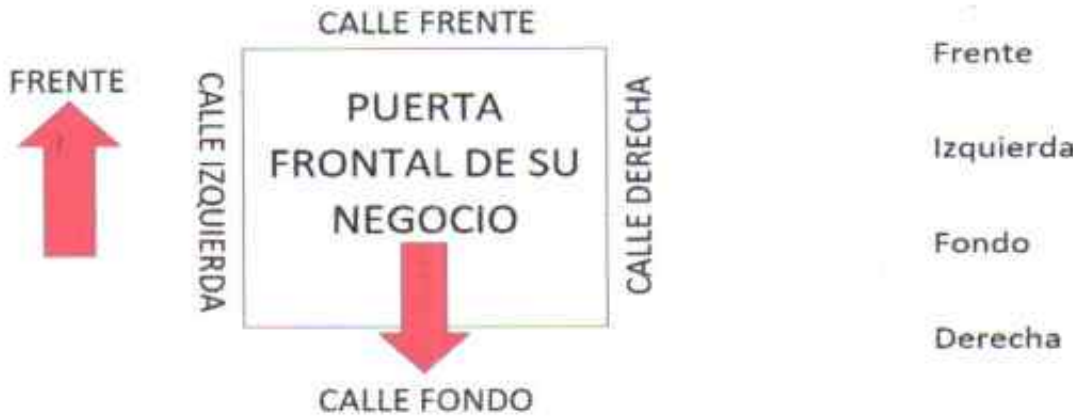 CALLE FRENTE
FRENTE
CALLE IZQUIERDA
PUERTA
FRONTAL DE SU
NEGOCIO
CALLE DERECHA
CALLE FONDO
Frente
Izquierda
Fondo
Derecha